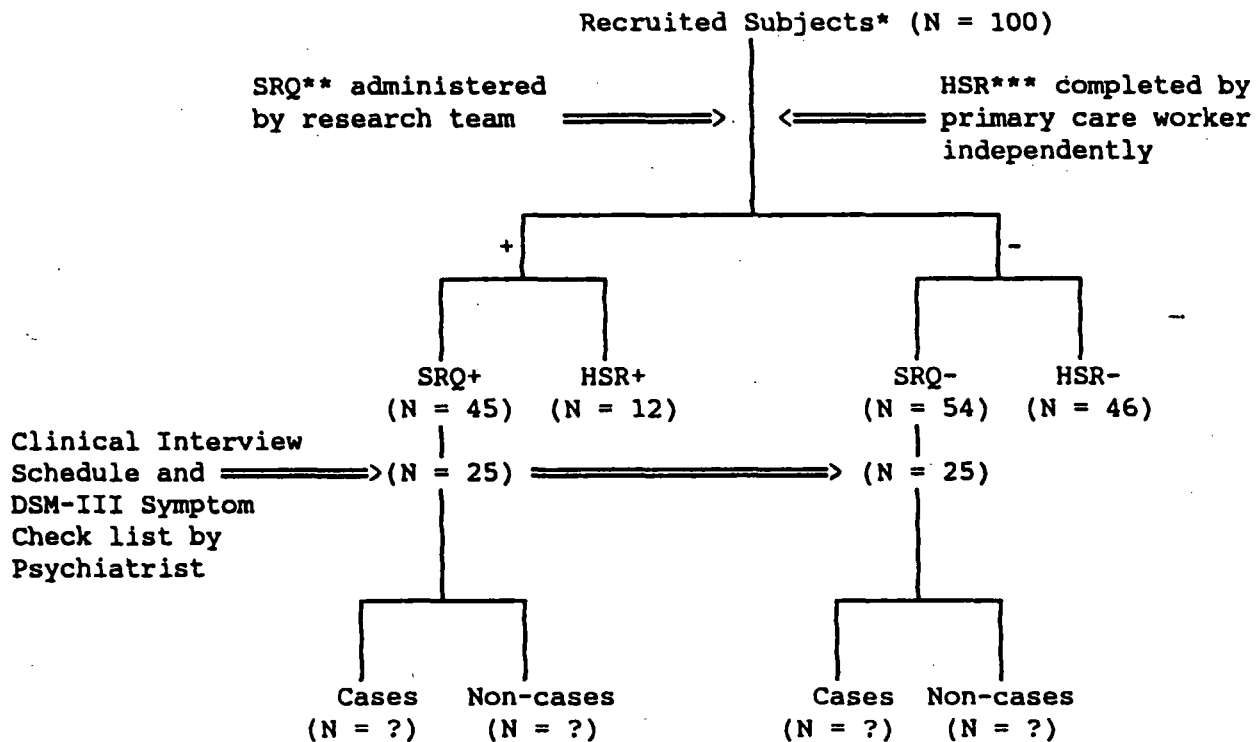 Recruited Subjects* (N = 100)
SRQ** administered
by research team
HSR*** completed by
primary care worker
independently
+
-
SRQ+
(N = 45)
HSR+
(N = 12)
SRQ-
(N = 54)
HSR-
(N = 46)
Clinical Interview
Schedule and
DSM-III Symptom
Check list by
Psychiatrist
(N = 25)
(N = 25)
Cases
(N = ?)
Non-cases
(N = ?)
Cases
(N = ?)
Non-cases
(N = ?)